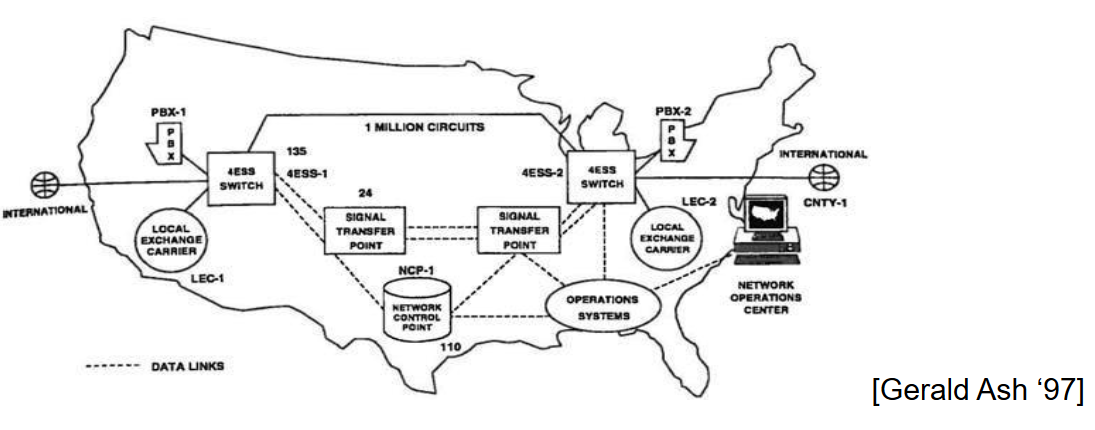 PBX-1
P
B
X
1 MILLION CIRCUITS
PBX-2
P
B
X
135
4ESS
SWITCH
4ESS-1
4ESS-2
4ESS
SWITCH
INTERNATIONAL
INTERNATIONAL
CNTY-1
24
SIGNAL
TRANSFER
POINT
SIGNAL
TRANSFER
POINT
LEC-2
LOCAL
EXCHANGE
CARRIER
LEC-1
LOCAL
EXCHANGE
CARRIER
NCP-1
NETWORK
CONTROL
POINT
110
OPERATIONS
SYSTEMS
NETWORK
OPERATIONS
CENTER
DATA LINKS
[Gerald Ash ‘97]